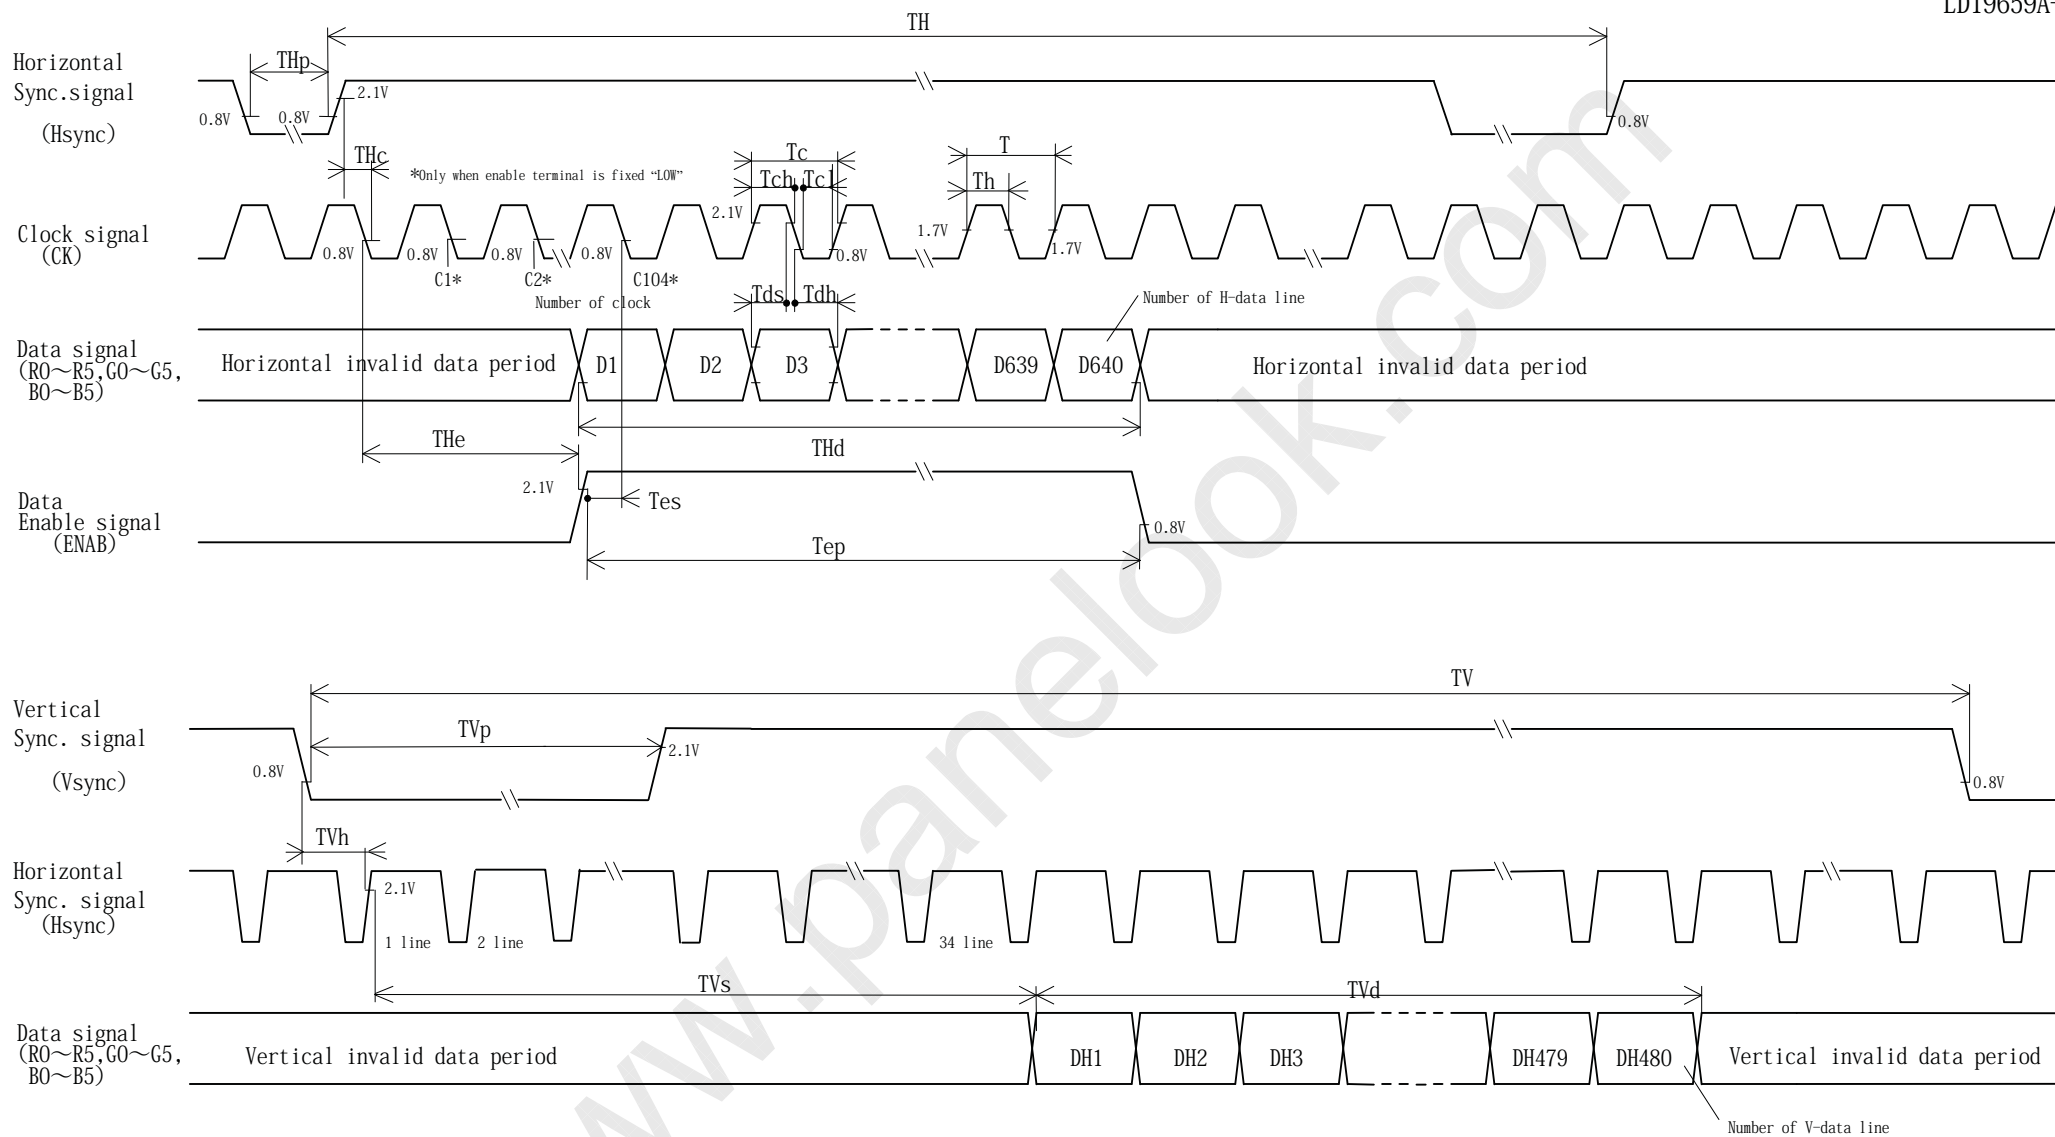 LD19659A-
TH
Horizontal
Sync.signal
(Hsync)
THp
0.8V
0.8V
2.1V
0.8V
THc
*Only when enable terminal is fixed “LOW”
Tc
Tch
Tcl
T
Th
Clock signal
(CK)
2.1V
1.7V
1.7V
0.8V
0.8V
0.8V
0.8V
0.8V
C1*
C2*
C104*
Number of clock
Tds
Tdh
Number of H-data line
Data signal
(R0～R5,G0～G5,
B0～B5)
Horizontal invalid data period
D1
D2
D3
D639
D640
Horizontal invalid data period
THe
THd
Data
Enable signal
(ENAB)
2.1V
Tes
0.8V
Tep
TV
Vertical
Sync. signal
(Vsync)
TVp
2.1V
0.8V
0.8V
TVh
Horizontal
Sync. signal
(Hsync)
2.1V
1 line
2 line
34 line
TVs
TVd
Data signal
(R0～R5,G0～G5,
B0～B5)
Vertical invalid data period
DH1
DH2
DH3
DH479
DH480
Vertical invalid data period
Number of V-data line
www.panelook.com